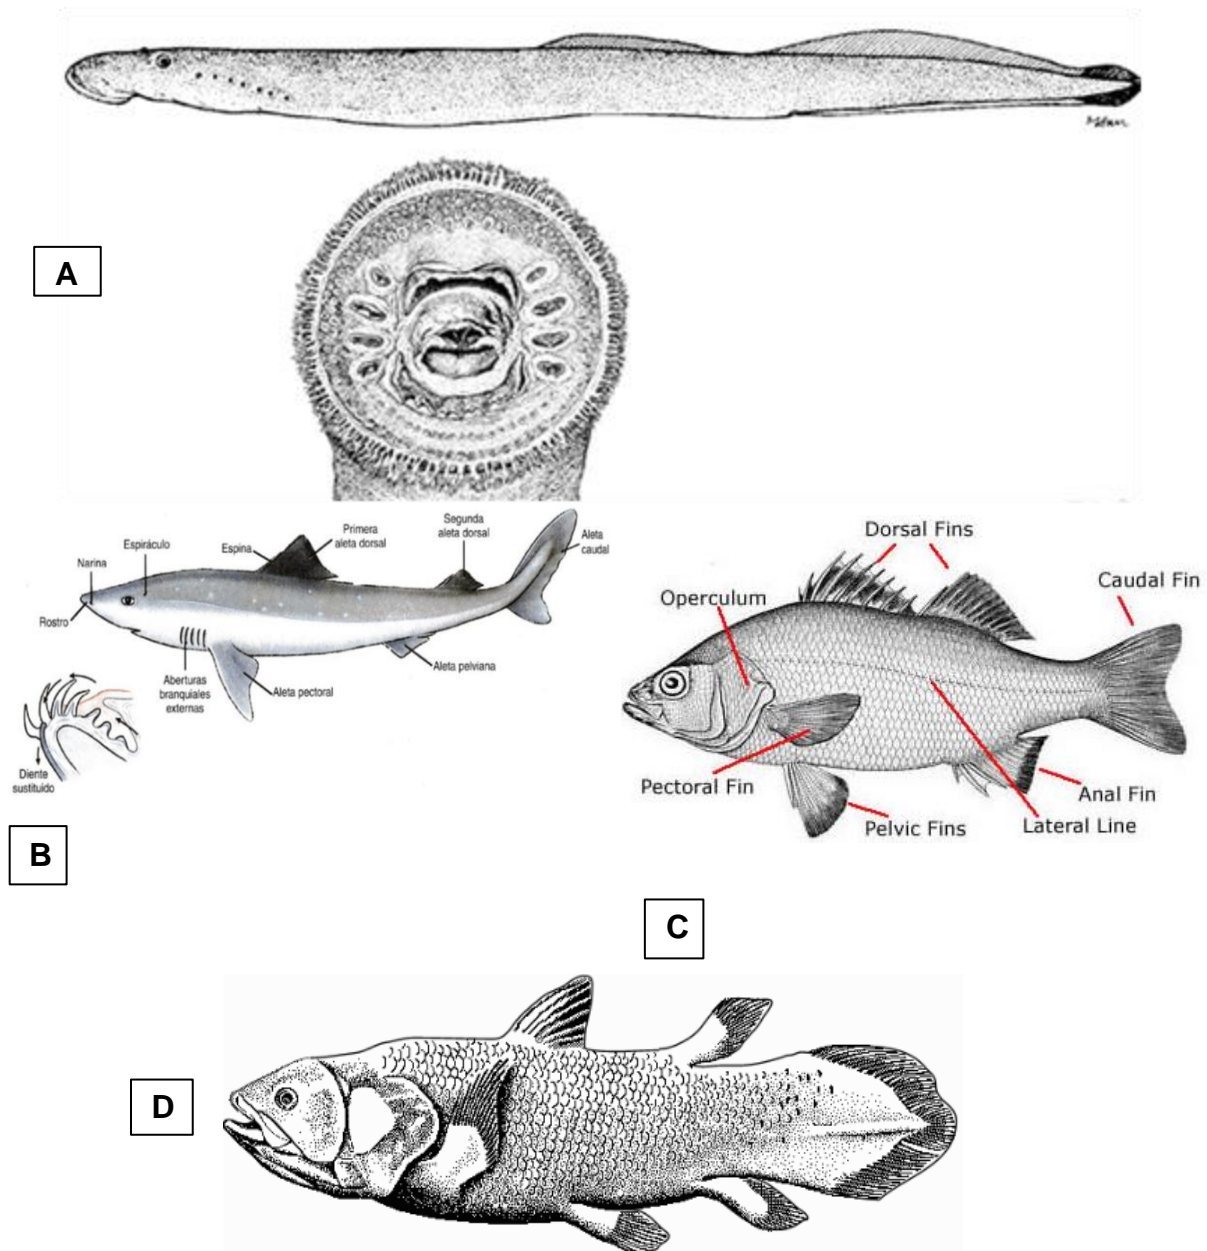 A
Narina
Espiráculo
Espina
Primera
aleta dorsal
Segunda
aleta dorsal
Aleta
caudal
Rostro
Aberturas
branquiales
externas
Aleta pectoral
Aleta pelviana
Diente
sustituido
B
Dorsal Fins
Caudal Fin
Operculum
Pectoral Fin
Pelvic Fins
Anal Fin
Lateral Line
C
D